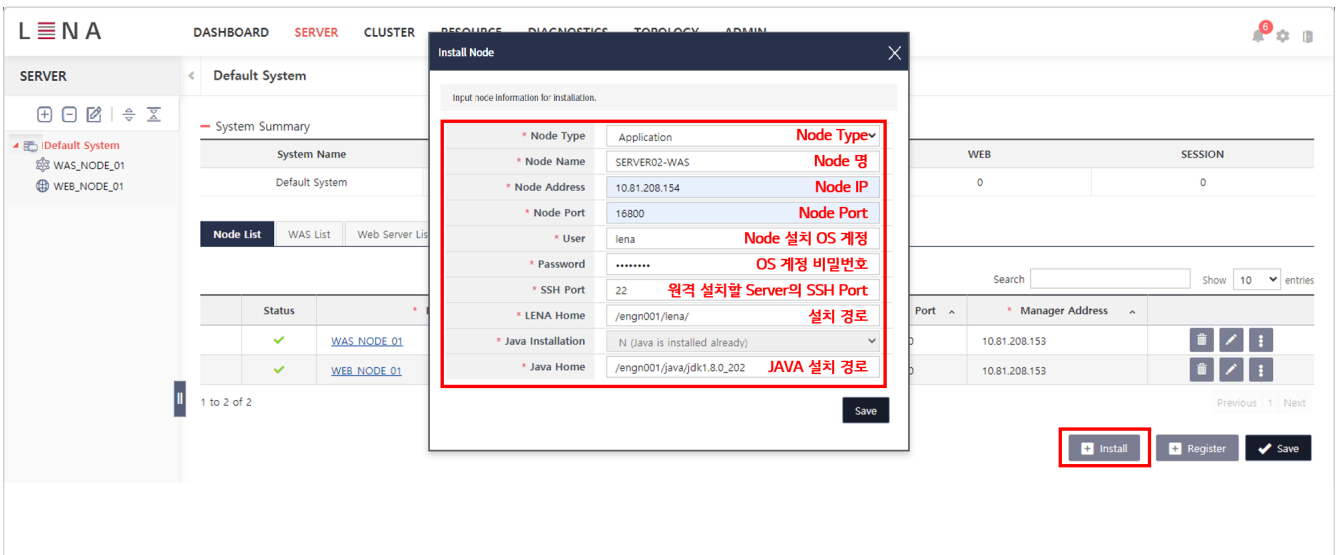 LENA
DASHBOARD SERVER CLUSTER RESOURCE DIAGNOSTICS TOPOLOGY ADMIN
6
SERVER
Default System
Default System
WAS_NODE_01
WEB_NODE_01
System Summary
System Name WEB SESSION
Default System 0 0
Node List WAS List Web Server Lis
Search Show 10 entries
Status Port * Manager Address
WAS_NODE_01 10.81.208.153
WEB_NODE_01 10.81.208.153
1 to 2 of 2
Previous 1 Next
Install Register Save
Install Node
Input node information for installation.
* Node Type Application Node Type
* Node Name SERVER02-WAS Node 명
* Node Address 10.81.208.154 Node IP
* Node Port 16800 Node Port
* User lena Node 설치 OS 계정
* Password •••••••• OS 계정 비밀번호
* SSH Port 22 원격 설치할 Server의 SSH Port
* LENA Home /engn001/lena/ 설치 경로
* Java Installation N (Java is installed already)
* Java Home /engn001/java/jdk1.8.0_202 JAVA 설치 경로
Save